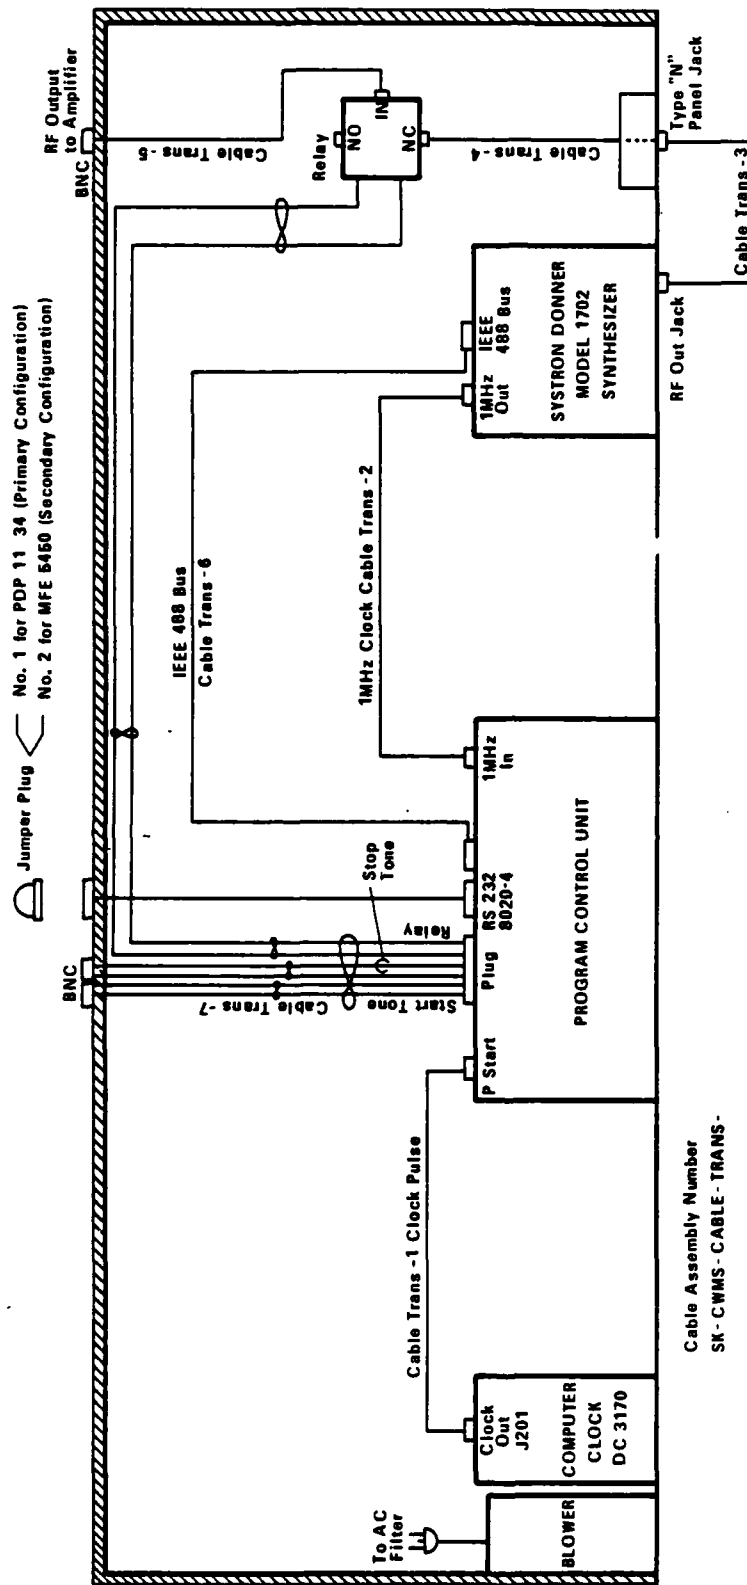 Jumper Plug
No. 1 for PDP 11 34 (Primary Configuration)
No. 2 for MFE 5450 (Secondary Configuration)
BNC
BNC
RF Output
to Amplifier
Cable Trans-5
Relay
NO
IN
NC
Cable Trans-4
Type "N"
Panel Jack
Cable Trans-3
IEEE 488 Bus
Cable Trans-6
1MHz Clock Cable Trans-2
1MHz
Out
IEEE
488 Bus
SYSTRON DONNER
MODEL 1702
SYNTHESIZER
RF Out Jack
Cable Trans-7
Start Tone
Stop
Tone
Relay
P Start
Plug
RS 232
8020-4
1MHz
In
PROGRAM CONTROL UNIT
Cable Trans-1 Clock Pulse
Clock
Out
J201
COMPUTER
CLOCK
DC 3170
To AC
Filter
BLOWER
Cable Assembly Number
SK-CWMS-CABLE-TRANS-